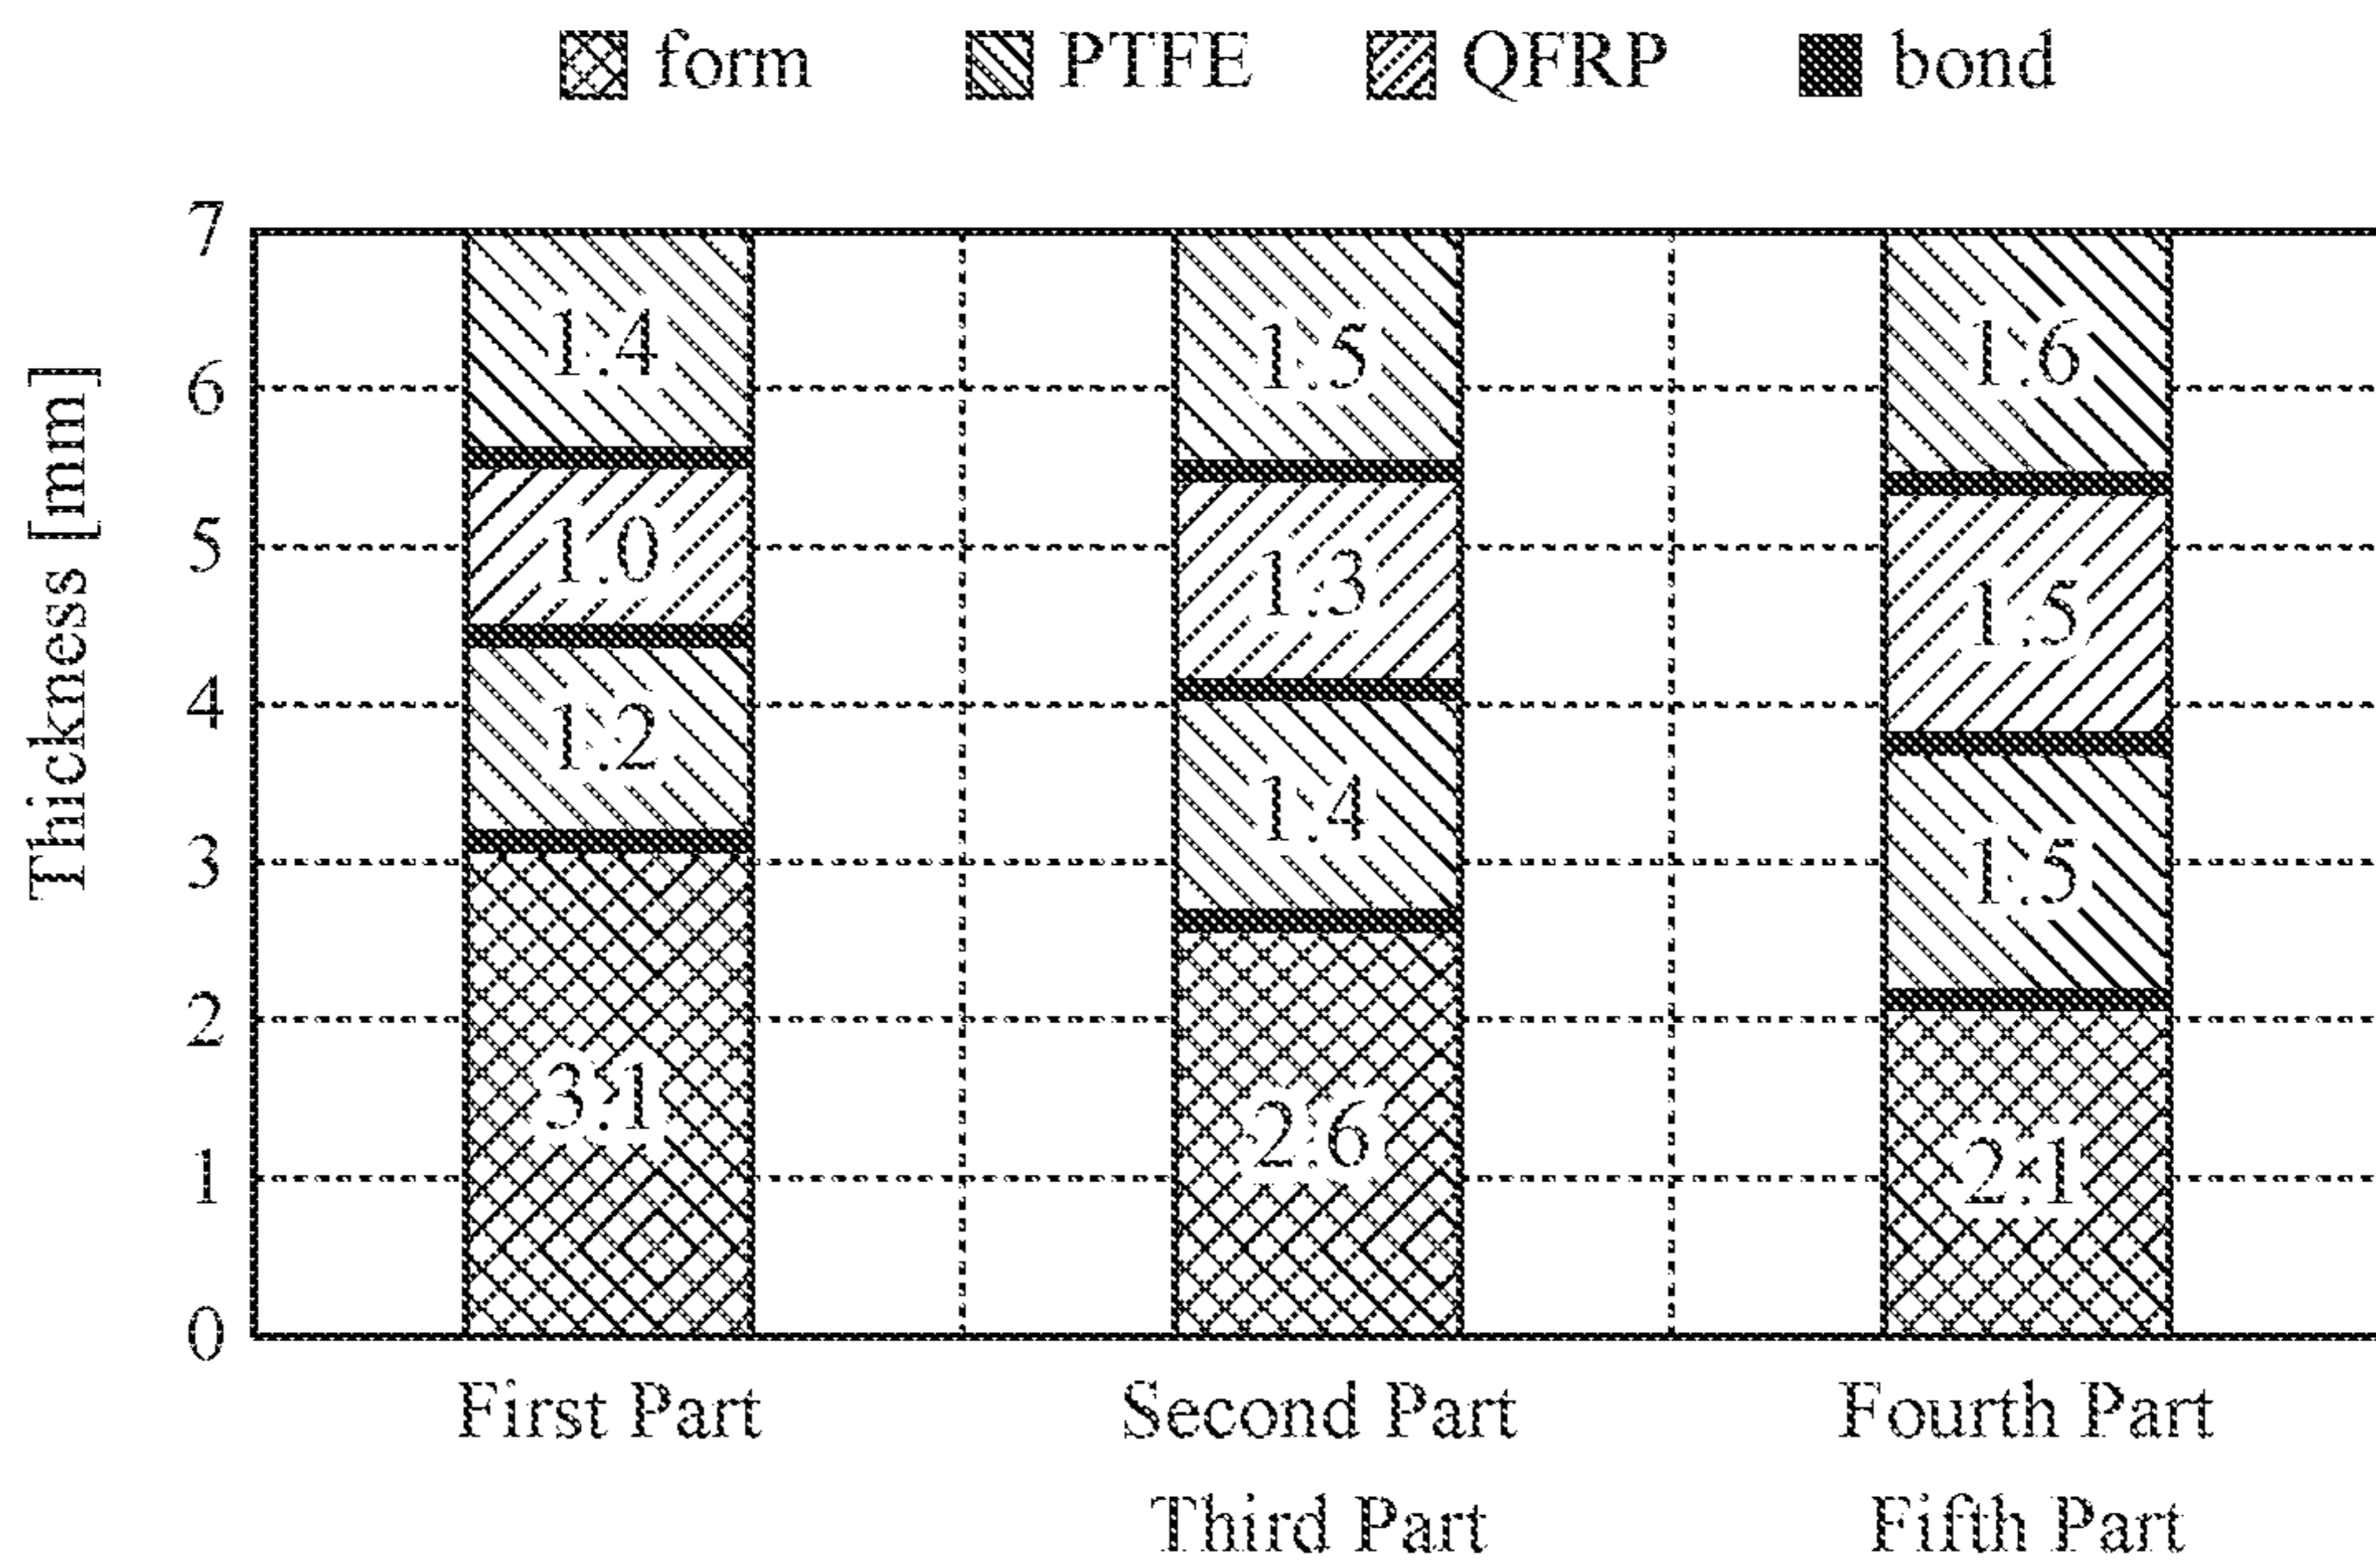 form PTFE QFRP bond
Thickness [mm]
7
6
5
4
3
2
1
0
1.4
1.0
1.2
3.1
1.5
1.3
1.4
2.6
1.6
1.5
1.5
2.1
First Part
Second Part
Third Part
Fourth Part
Fifth Part